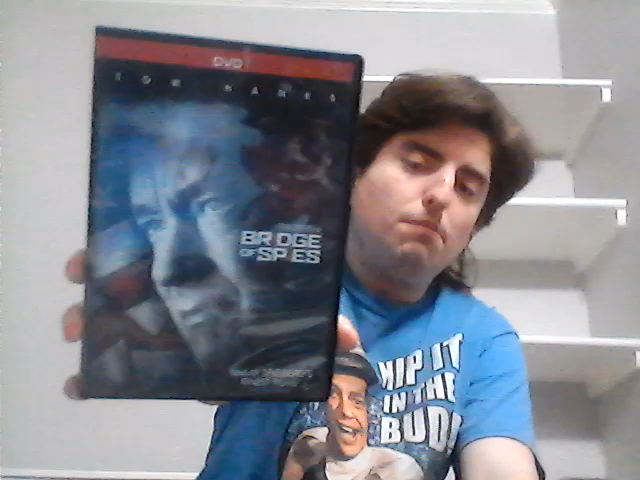 DVD
TOM HANKS
BRIDGE
OF SPIES
NIP IT
IN THE
BUD!